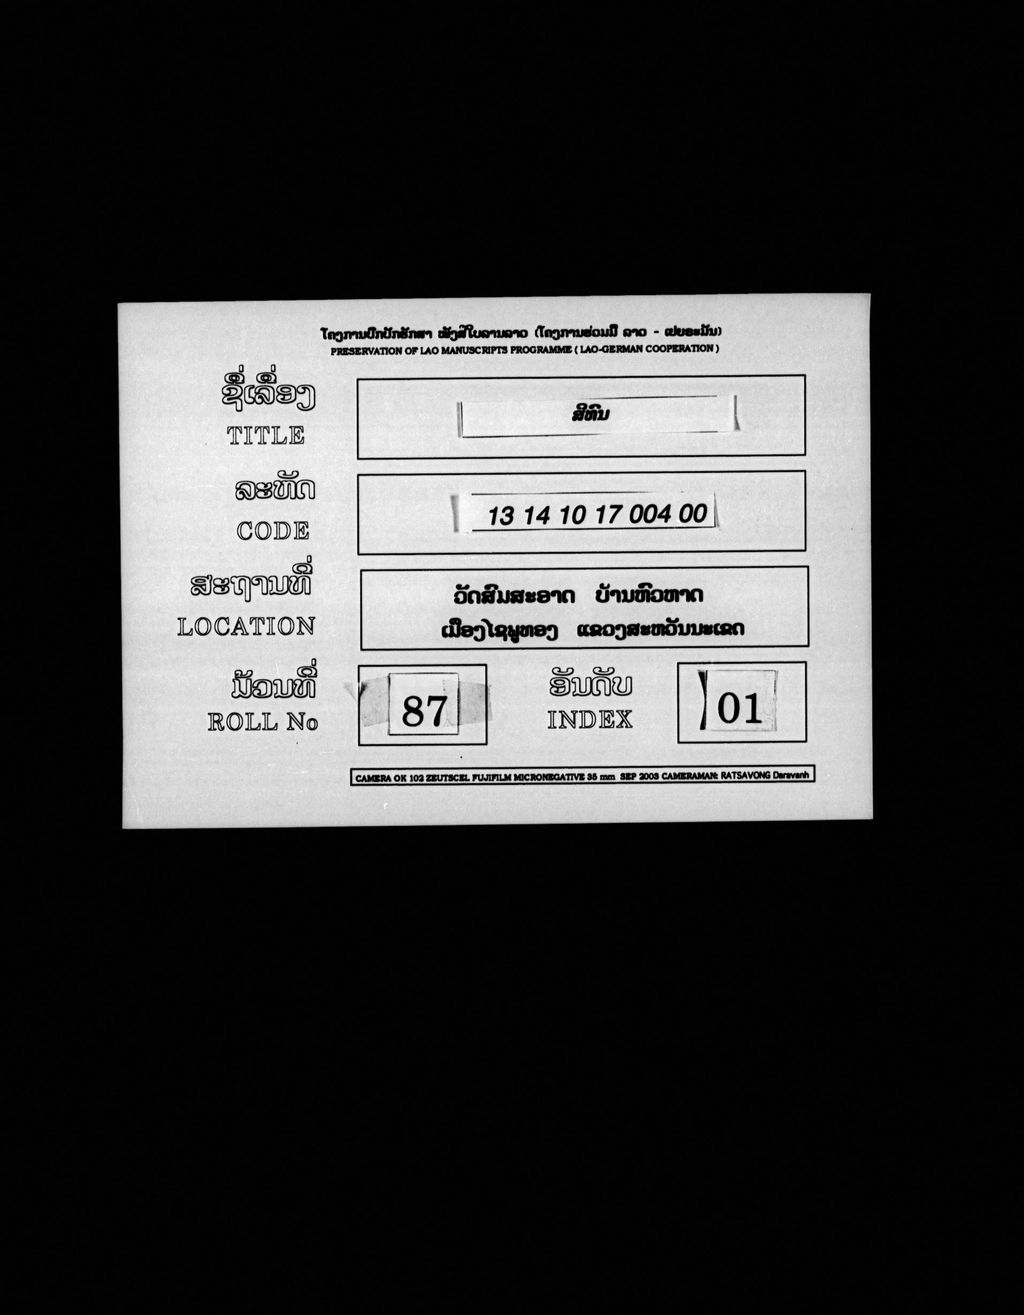 ໂຄງການປົກປັກຮັກສາ ໜັງສືໃບລານລາວ (ໂຄງການຮ່ວມມື ລາວ - ເຢຍຣະມັນ)
PRESERVATION OF LAO MANUSCRIPTS PROGRAMME ( LAO-GERMAN COOPERATION )
ຊື່ເລື່ອງ
TITLE
ສີທົນ
ລະຫັດ
CODE
13 14 10 17 004 00
ສະຖານທີ່
LOCATION
ວັດສົມສະອາດ ບ້ານຫົວຫາດ
ເມືອງໄຊພູທອງ ແຂວງສະຫວັນນະເຂດ
ມ້ວນທີ່
ROLL No
87
ອັນດັບ
INDEX
01
CAMERA OK 102 ZEUTSCEL FUJIFILM MICRONEGATIVE 35 mm SEP 2003 CAMERAMAN: RATSAVONG Daravanh